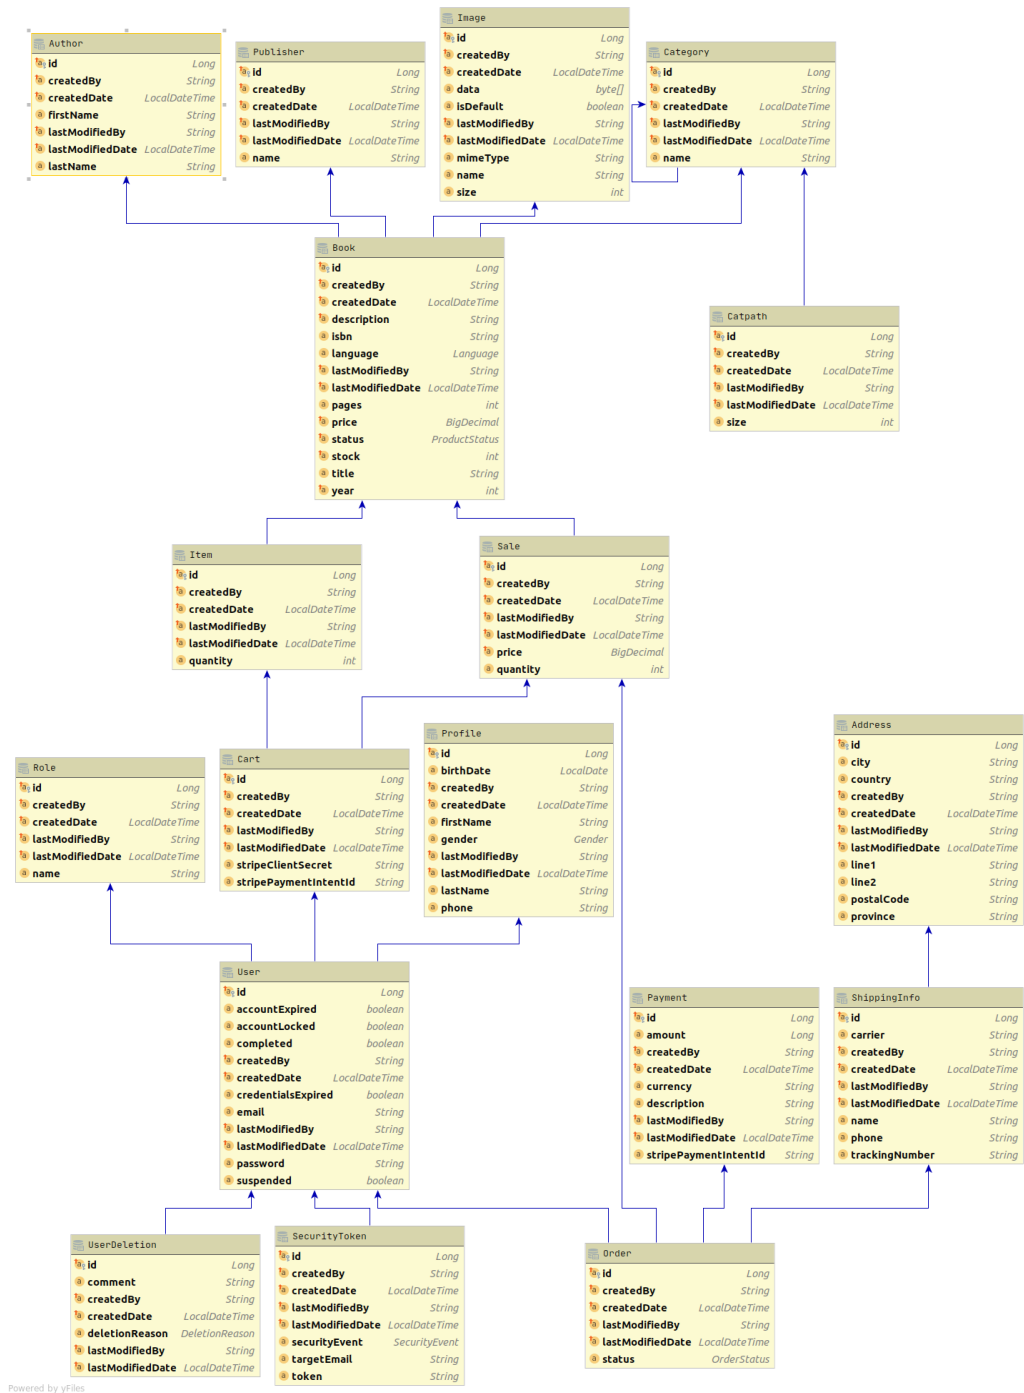 Author
id Long
createdBy String
createdDate LocalDateTime
firstName String
lastModifiedBy String
lastModifiedDate LocalDateTime
lastName String
Publisher
id Long
createdBy String
createdDate LocalDateTime
lastModifiedBy String
lastModifiedDate LocalDateTime
name String
Image
id Long
createdBy String
createdDate LocalDateTime
data byte[]
isDefault boolean
lastModifiedBy String
lastModifiedDate LocalDateTime
mimeType String
name String
size int
Category
id Long
createdBy String
createdDate LocalDateTime
lastModifiedBy String
lastModifiedDate LocalDateTime
name String
Book
id Long
createdBy String
createdDate LocalDateTime
description String
isbn String
language Language
lastModifiedBy String
lastModifiedDate LocalDateTime
pages int
price BigDecimal
status ProductStatus
stock int
title String
year int
Catpath
id Long
createdBy String
createdDate LocalDateTime
lastModifiedBy String
lastModifiedDate LocalDateTime
size int
Item
id Long
createdBy String
createdDate LocalDateTime
lastModifiedBy String
lastModifiedDate LocalDateTime
quantity int
Sale
id Long
createdBy String
createdDate LocalDateTime
lastModifiedBy String
lastModifiedDate LocalDateTime
price BigDecimal
quantity int
Role
id Long
createdBy String
createdDate LocalDateTime
lastModifiedBy String
lastModifiedDate LocalDateTime
name String
Cart
id Long
createdBy String
createdDate LocalDateTime
lastModifiedBy String
lastModifiedDate LocalDateTime
stripeClientSecret String
stripePaymentIntentId String
Profile
id Long
birthDate LocalDate
createdBy String
createdDate LocalDateTime
firstName String
gender Gender
lastModifiedBy String
lastModifiedDate LocalDateTime
lastName String
phone String
Address
id Long
city String
country String
createdBy String
createdDate LocalDateTime
lastModifiedBy String
lastModifiedDate LocalDateTime
line1 String
line2 String
postalCode String
province String
User
id Long
accountExpired boolean
accountLocked boolean
completed boolean
createdBy String
createdDate LocalDateTime
credentialsExpired boolean
email String
lastModifiedBy String
lastModifiedDate LocalDateTime
password String
suspended boolean
Payment
id Long
amount Long
createdBy String
createdDate LocalDateTime
currency String
description String
lastModifiedBy String
lastModifiedDate LocalDateTime
stripePaymentIntentId String
ShippingInfo
id Long
carrier String
createdBy String
createdDate LocalDateTime
lastModifiedBy String
lastModifiedDate LocalDateTime
name String
phone String
trackingNumber String
UserDeletion
id Long
comment String
createdBy String
createdDate LocalDateTime
deletionReason DeletionReason
lastModifiedBy String
lastModifiedDate LocalDateTime
SecurityToken
id Long
createdBy String
createdDate LocalDateTime
lastModifiedBy String
lastModifiedDate LocalDateTime
securityEvent SecurityEvent
targetEmail String
token String
Order
id Long
createdBy String
createdDate LocalDateTime
lastModifiedBy String
lastModifiedDate LocalDateTime
status OrderStatus
Powered by yFiles